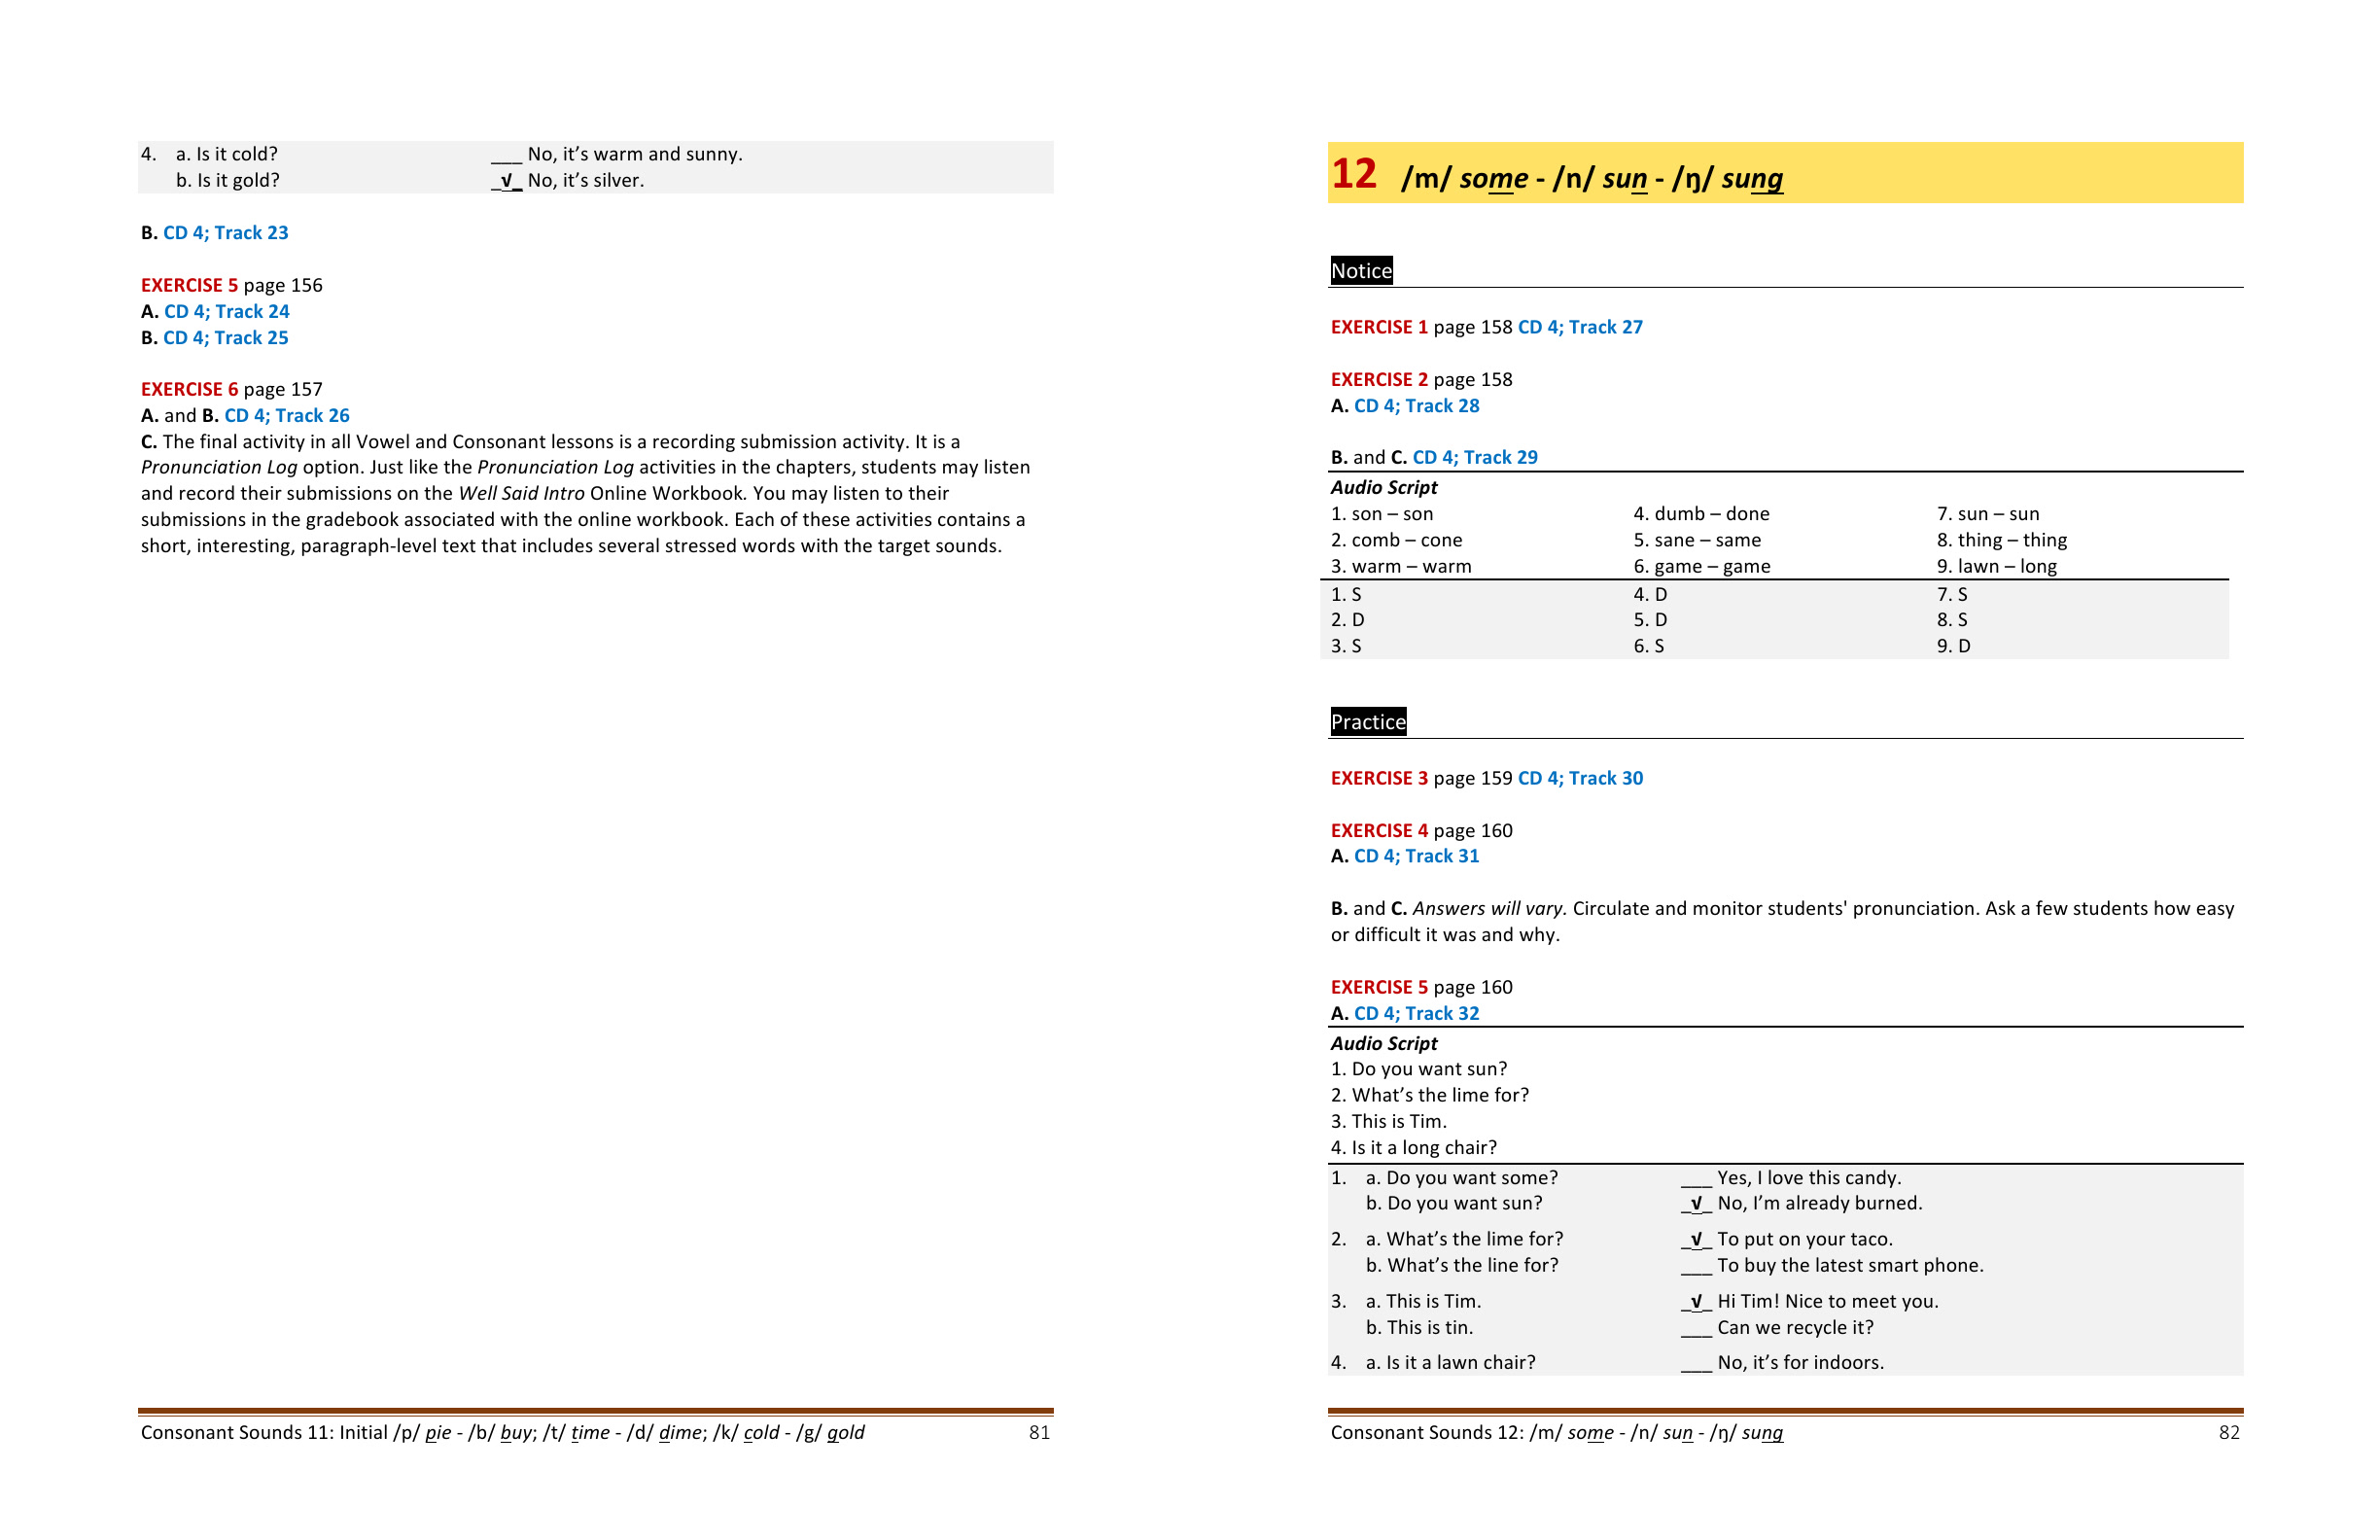 4. a. Is it cold? ___ No, it’s warm and sunny.
b. Is it gold? _√_ No, it’s silver.
B. CD 4; Track 23
EXERCISE 5 page 156
A. CD 4; Track 24
B. CD 4; Track 25
EXERCISE 6 page 157
A. and B. CD 4; Track 26
C. The final activity in all Vowel and Consonant lessons is a recording submission activity. It is a
Pronunciation Log option. Just like the Pronunciation Log activities in the chapters, students may listen
and record their submissions on the Well Said Intro Online Workbook. You may listen to their
submissions in the gradebook associated with the online workbook. Each of these activities contains a
short, interesting, paragraph-level text that includes several stressed words with the target sounds.
Consonant Sounds 11: Initial /p/ pie - /b/ buy; /t/ time - /d/ dime; /k/ cold - /g/ gold 81
12 /m/ some - /n/ sun - /ŋ/ sung
Notice
EXERCISE 1 page 158 CD 4; Track 27
EXERCISE 2 page 158
A. CD 4; Track 28
B. and C. CD 4; Track 29
Audio Script
1. son – son 4. dumb – done 7. sun – sun
2. comb – cone 5. sane – same 8. thing – thing
3. warm – warm 6. game – game 9. lawn – long
1. S 4. D 7. S
2. D 5. D 8. S
3. S 6. S 9. D
Practice
EXERCISE 3 page 159 CD 4; Track 30
EXERCISE 4 page 160
A. CD 4; Track 31
B. and C. Answers will vary. Circulate and monitor students' pronunciation. Ask a few students how easy
or difficult it was and why.
EXERCISE 5 page 160
A. CD 4; Track 32
Audio Script
1. Do you want sun?
2. What’s the lime for?
3. This is Tim.
4. Is it a long chair?
1. a. Do you want some? ___ Yes, I love this candy.
b. Do you want sun? _√_ No, I’m already burned.
2. a. What’s the lime for? _√_ To put on your taco.
b. What’s the line for? ___ To buy the latest smart phone.
3. a. This is Tim. _√_ Hi Tim! Nice to meet you.
b. This is tin. ___ Can we recycle it?
4. a. Is it a lawn chair? ___ No, it’s for indoors.
Consonant Sounds 12: /m/ some - /n/ sun - /ŋ/ sung 82